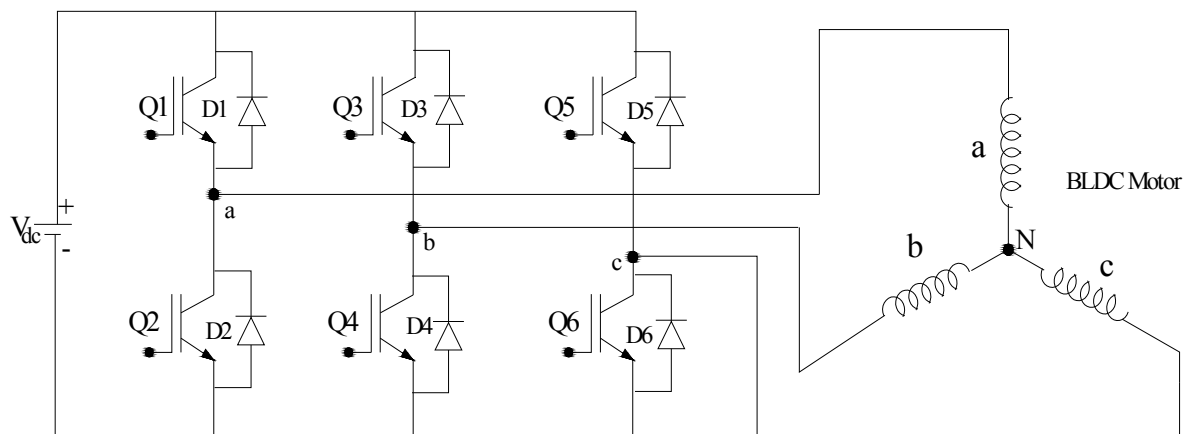 Q1
D1
Q3
D3
Q5
D5
a
BLDC Motor
a
+
Vdc
-
b
c
N
b
c
Q2
D2
Q4
D4
Q6
D6